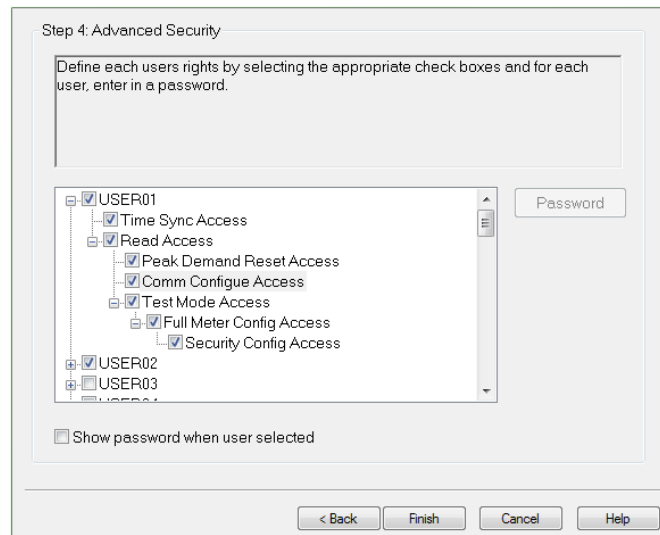 Step 4: Advanced Security
Define each users rights by selecting the appropriate check boxes and for each
user, enter in a password.
USER01
Password
Time Sync Access
Read Access
Peak Demand Reset Access
Comm Configue Access
Test Mode Access
Full Meter Config Access
Security Config Access
USER02
USER03
Show password when user selected
< Back
Finish
Cancel
Help